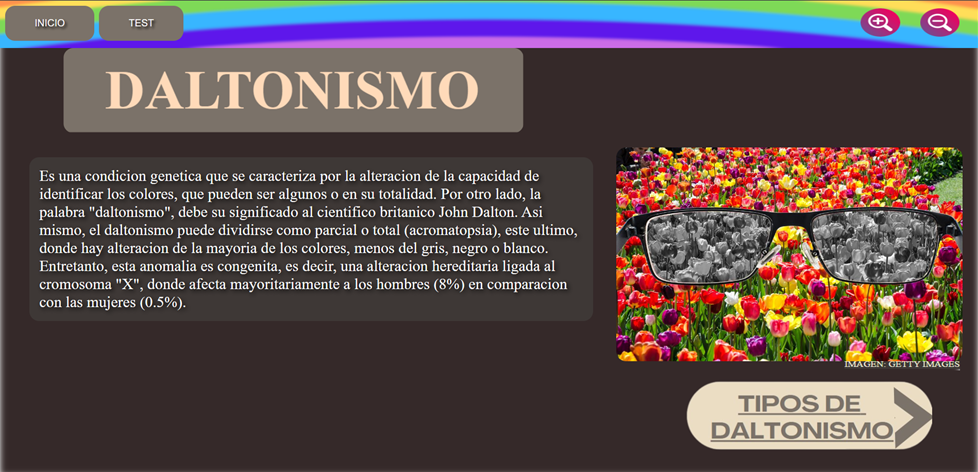 INICIO
TEST
DALTONISMO
Es una condicion genetica que se caracteriza por la alteracion de la capacidad de
identificar los colores, que pueden ser algunos o en su totalidad. Por otro lado, la
palabra "daltonismo", debe su significado al cientifico britanico John Dalton. Asi
mismo, el daltonismo puede dividirse como parcial o total (acromatopsia), este ultimo,
donde hay alteracion de la mayoria de los colores, menos del gris, negro o blanco.
Entretanto, esta anomalia es congenita, es decir, una alteracion hereditaria ligada al
cromosoma "X", donde afecta mayoritariamente a los hombres (8%) en comparacion
con las mujeres (0.5%).
IMAGEN: GETTY IMAGES
TIPOS DE
DALTONISMO